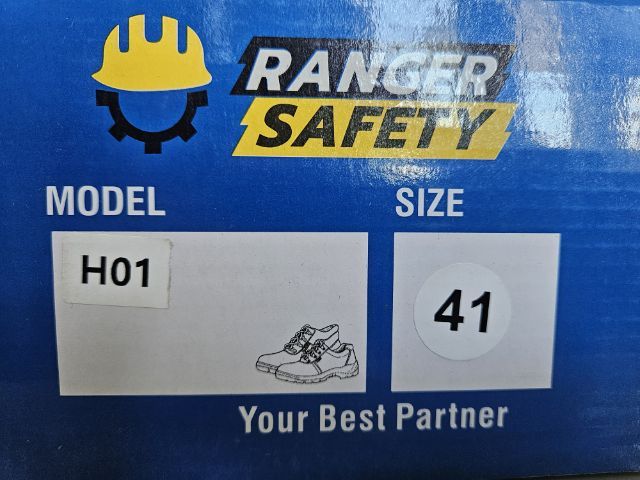 RANGER
SAFETY
MODEL SIZE
H01 41
Your Best Partner